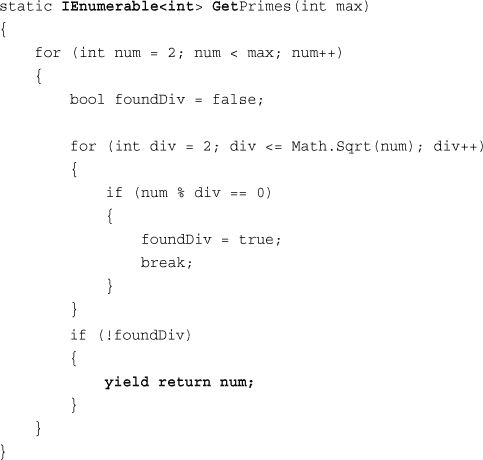 static IEnumerable<int> GetPrimes(int max)
{
    for (int num = 2; num < max; num++)
    {
        bool foundDiv = false;

        for (int div = 2; div <= Math.Sqrt(num); div++)
        {
            if (num % div == 0)
            {
                foundDiv = true;
                break;
            }
        }
        if (!foundDiv)
        {
            yield return num;
        }
    }
}